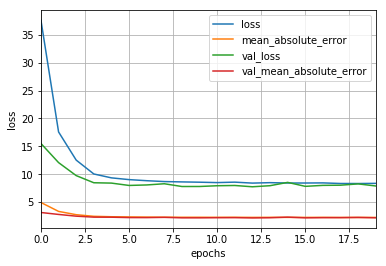 loss
mean_absolute_error
val_loss
val_mean_absolute_error
35
30
25
20
15
10
5
loss
0.0 2.5 5.0 7.5 10.0 12.5 15.0 17.5
epochs